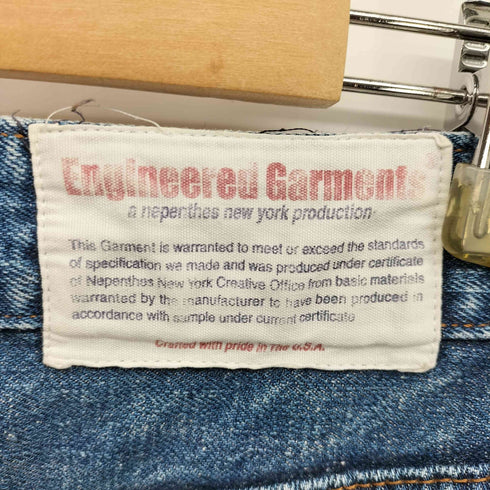 Engineered Garments
a nepenthes new york production
This Garment is warranted to meet or exceed the standards
of specification we made and was produced under certificate
of Nepenthus New York Creative Office from basic materials
warranted by the manufacturer to have been produced in
accordance with sample under current certificate
Crafted with pride in The U.S.A.